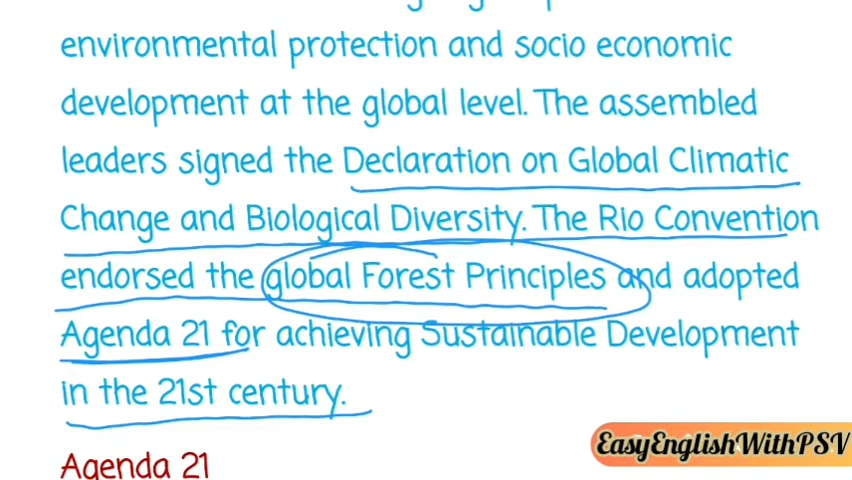 environmental protection and socio economic
development at the global level. The assembled
leaders signed the Declaration on Global Climatic
Change and Biological Diversity. The Rio Convention
endorsed the global Forest Principles and adopted
Agenda 21 for achieving Sustainable Development
in the 21st century.
EasyEnglishWithPSV
Agenda 21